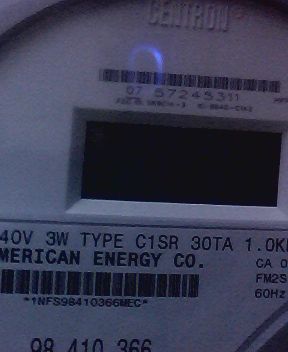 CENTRON
07 57245311
40V 3W TYPE C1SR 30TA 1.0K
MERICAN ENERGY CO.
CA 0
FM2S
60Hz
*1NFS98410366MEC*
98 410 366